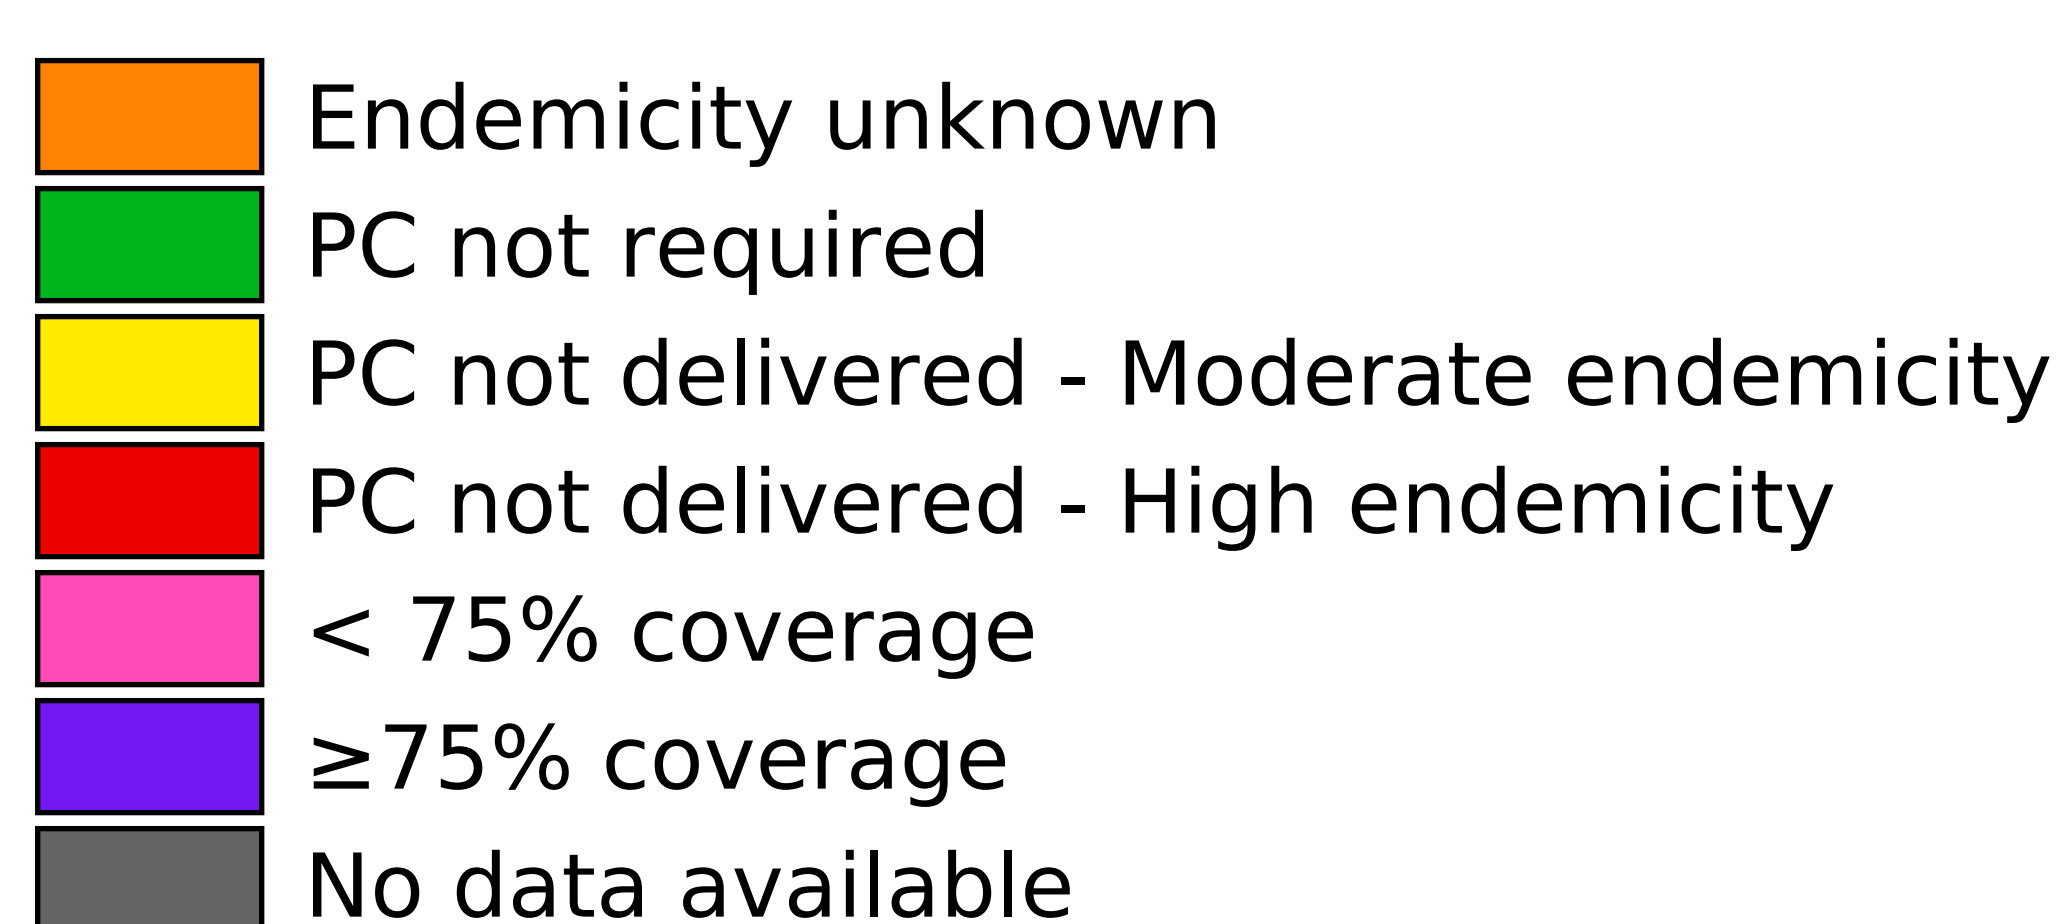 Endemicity unknown
PC not required
PC not delivered - Moderate endemicity
PC not delivered - High endemicity
< 75% coverage
≥75% coverage
No data available